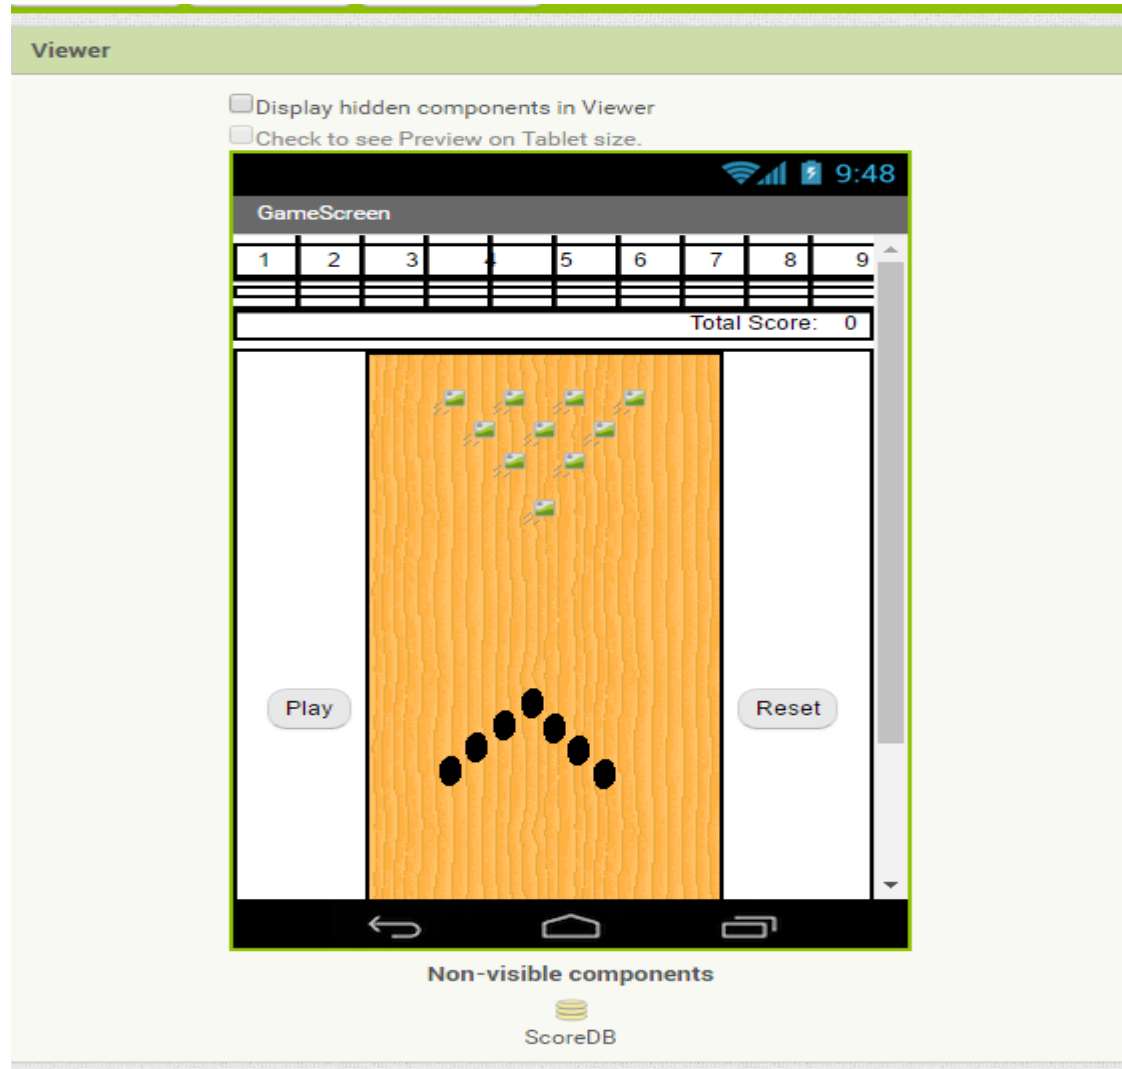 Viewer
Display hidden components in Viewer
Check to see Preview on Tablet size.
9:48
GameScreen
1 2 3 4 5 6 7 8 9
Total Score: 0
Play Reset
Non-visible components
ScoreDB